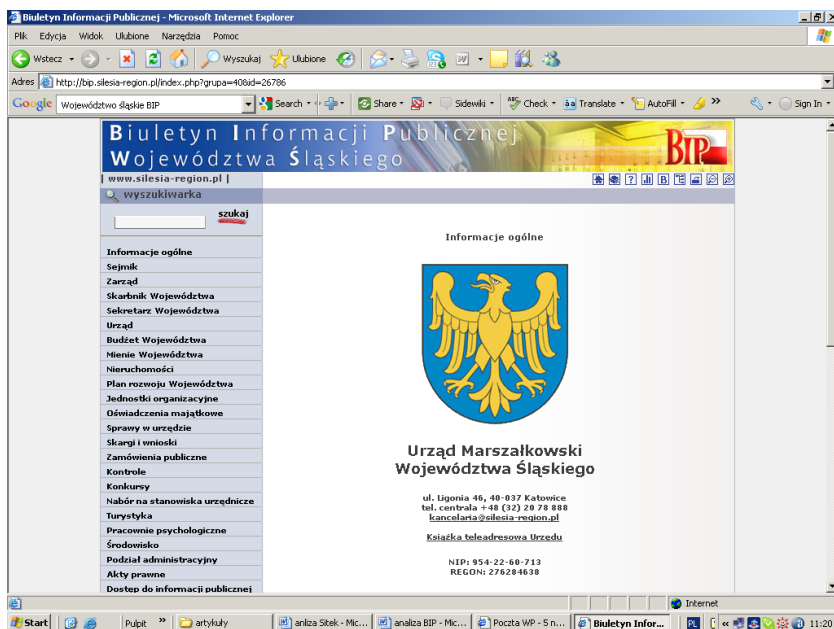 Biuletyn Informacji Publicznej - Microsoft Internet Explorer
Plik Edycja Widok Ulubione Narzędzia Pomoc
Wstecz Wyszukaj Ulubione
Adres http://bip.silesia-region.pl/index.php?grupa=40&id=26786
Google Województwo śląskie BIP Search Share Sidewiki Check Translate AutoFill Sign In
Biuletyn Informacji Publicznej
Województwa Śląskiego
BIP
| www.silesia-region.pl |
wyszukiwarka
szukaj
Informacje ogólne
Sejmik
Zarząd
Skarbnik Województwa
Sekretarz Województwa
Urząd
Budżet Województwa
Mienie Województwa
Nieruchomości
Plan rozwoju Województwa
Jednostki organizacyjne
Oświadczenia majątkowe
Sprawy w urzędzie
Skargi i wnioski
Zamówienia publiczne
Kontrole
Konkursy
Nabór na stanowiska urzędnicze
Turystyka
Pracownie psychologiczne
Środowisko
Podział administracyjny
Akty prawne
Dostęp do informacji publicznej
Informacje ogólne
Urząd Marszałkowski
Województwa Śląskiego
ul. Ligonia 46, 40-037 Katowice
tel. centrala +48 (32) 20 78 888
kancelaria@silesia-region.pl
Książka teleadresowa Urzędu
NIP: 954-22-60-713
REGON: 276284638
Internet
Start Pulpit » artykuły anliza Sitek - Mic... analiza BIP - Mic... Poczta WP - 5 n... Biuletyn Infor... PL « 11:20